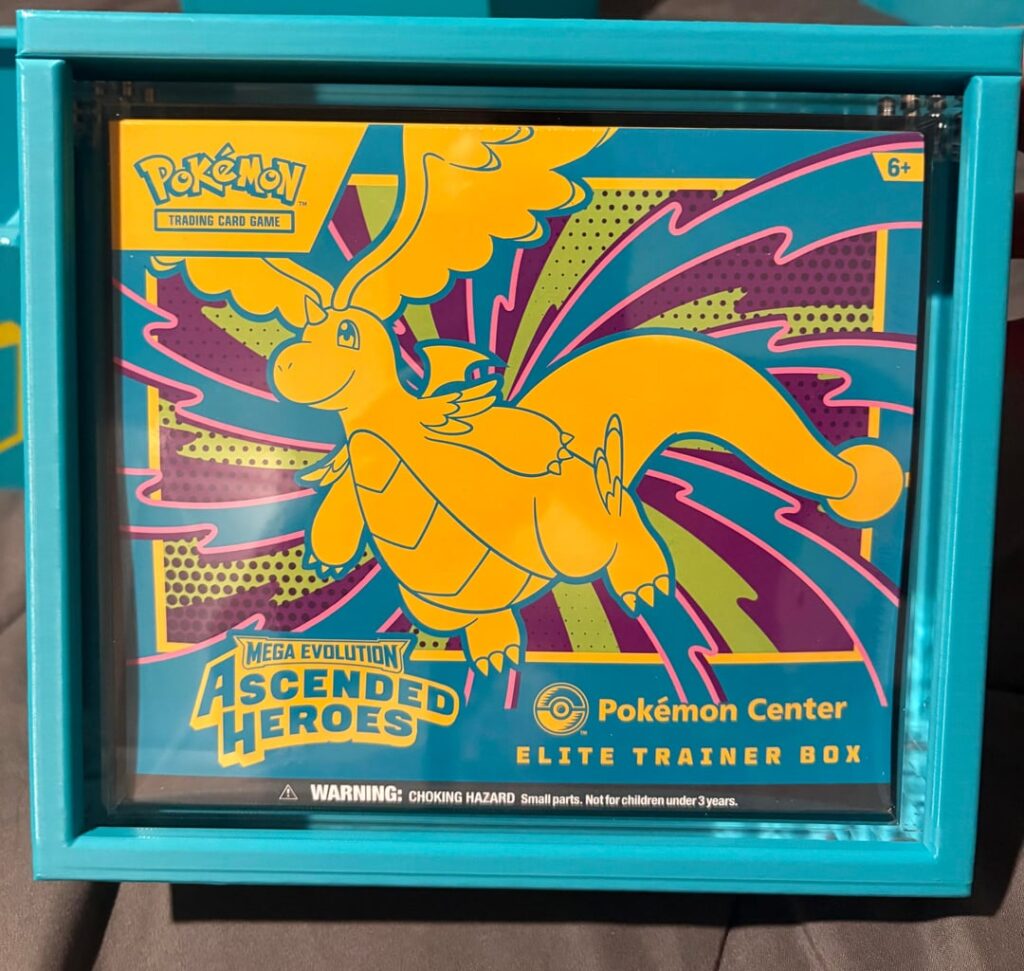 POKéMON™
TRADING CARD GAME
6+
MEGA EVOLUTION
ASCENDED
HEROES
Pokémon Center
ELITE TRAINER BOX
⚠ WARNING: CHOKING HAZARD Small parts. Not for children under 3 years.